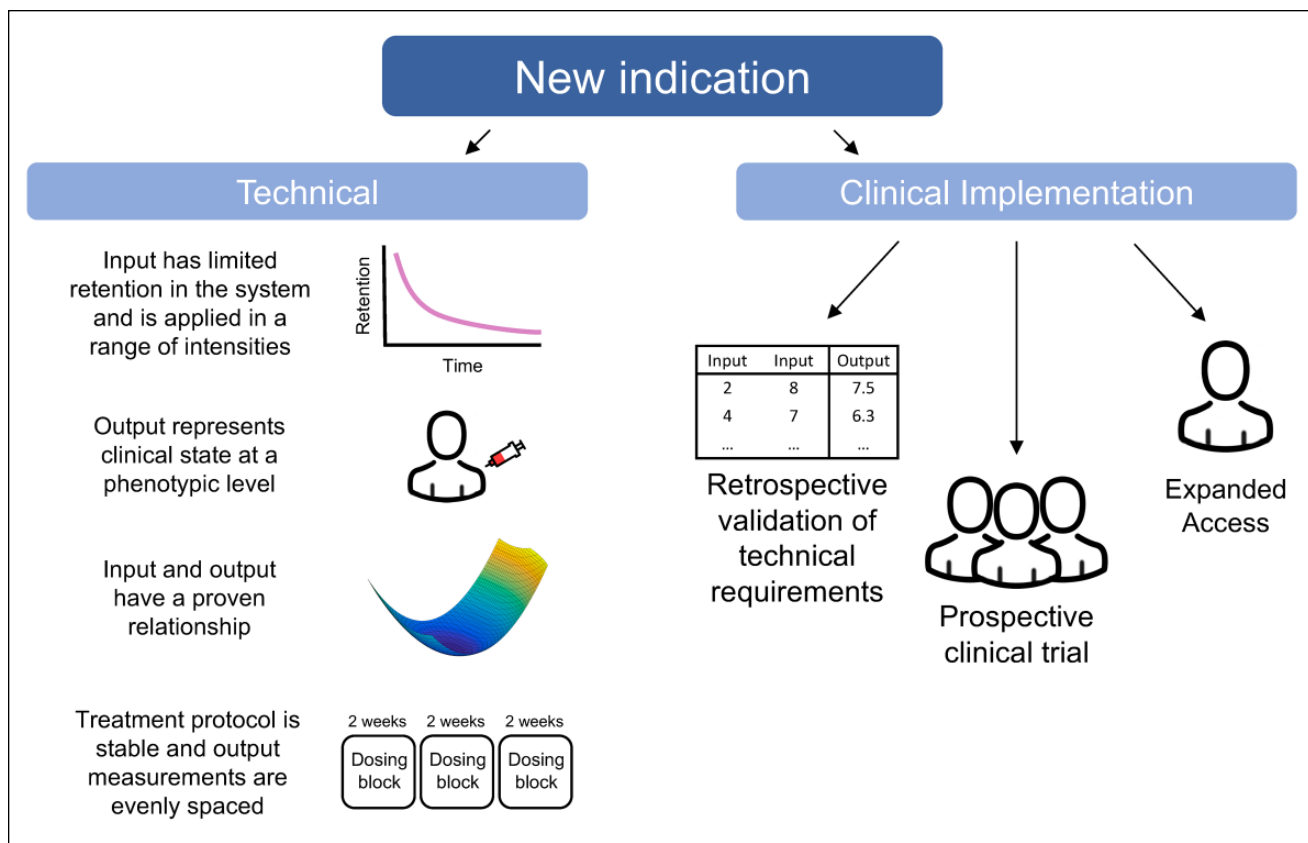 New indication
Technical
Input has limited
retention in the system
and is applied in a
range of intensities
Retention
Time
Output represents
clinical state at a
phenotypic level
Input and output
have a proven
relationship
Treatment protocol is
stable and output
measurements are
evenly spaced
2 weeks 2 weeks 2 weeks
Dosing Dosing Dosing
block block block
Clinical Implementation
Input Input Output
2 8 7.5
4 7 6.3
... ... ...
Retrospective
validation of
technical
requirements
Prospective
clinical trial
Expanded
Access